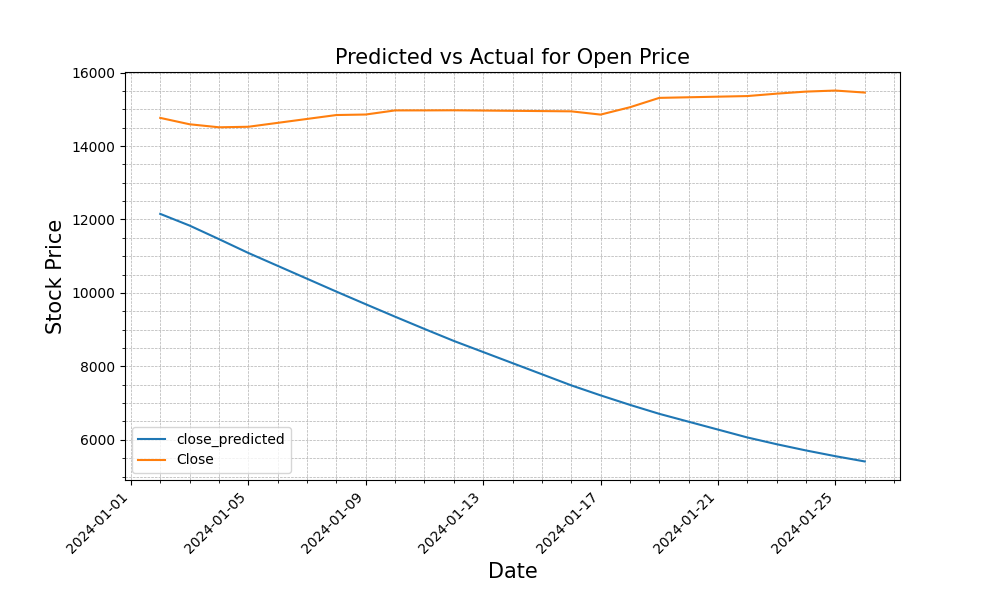 Predicted vs Actual for Open Price
16000
14000
12000
10000
8000
6000
Stock Price
close_predicted
Close
2024-01-01
2024-01-05
2024-01-09
2024-01-13
2024-01-17
2024-01-21
2024-01-25
Date